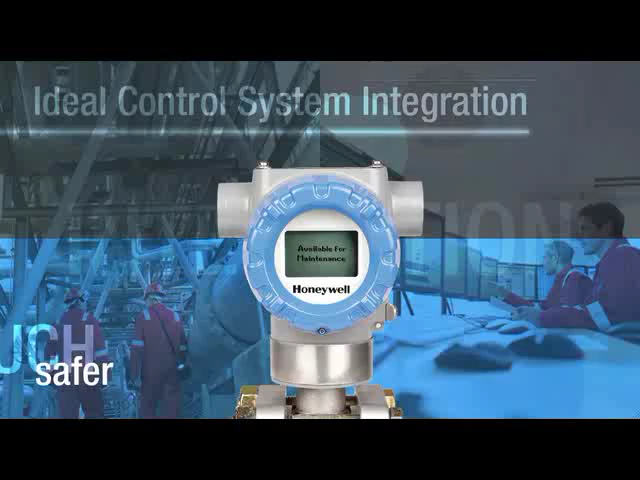 Ideal Control System Integration
Available for
Maintenance
Honeywell
UCH
safer